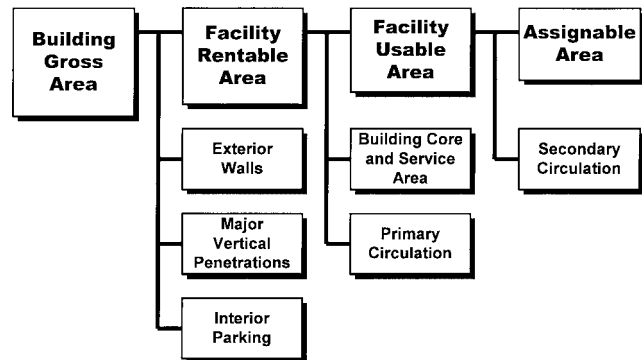 Building
Gross
Area
Facility
Rentable
Area
Facility
Usable
Area
Assignable
Area
Exterior
Walls
Building Core
and Service
Area
Secondary
Circulation
Major
Vertical
Penetrations
Primary
Circulation
Interior
Parking